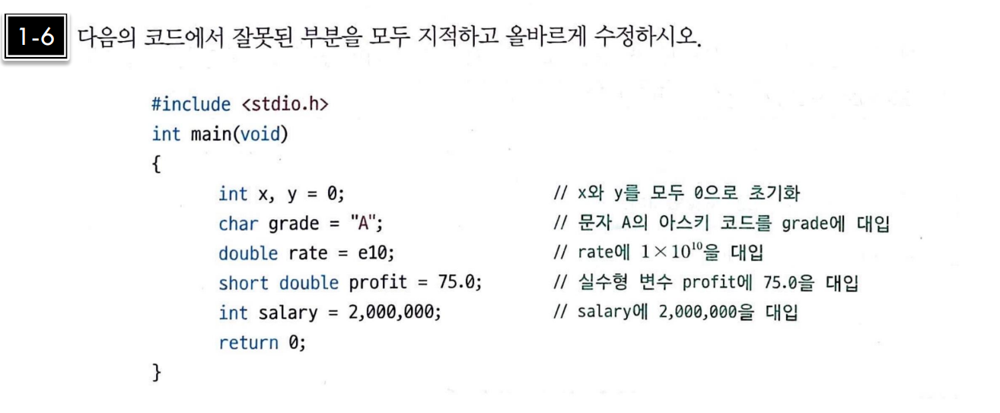 1-6 다음의 코드에서 잘못된 부분을 모두 지적하고 올바르게 수정하시오.
#include <stdio.h>
int main(void)
{
int x, y = 0; // x와 y를 모두 0으로 초기화
char grade = "A"; // 문자 A의 아스키 코드를 grade에 대입
double rate = e10; // rate에 1×10¹⁰을 대입
short double profit = 75.0; // 실수형 변수 profit에 75.0을 대입
int salary = 2,000,000; // salary에 2,000,000을 대입
return 0;
}